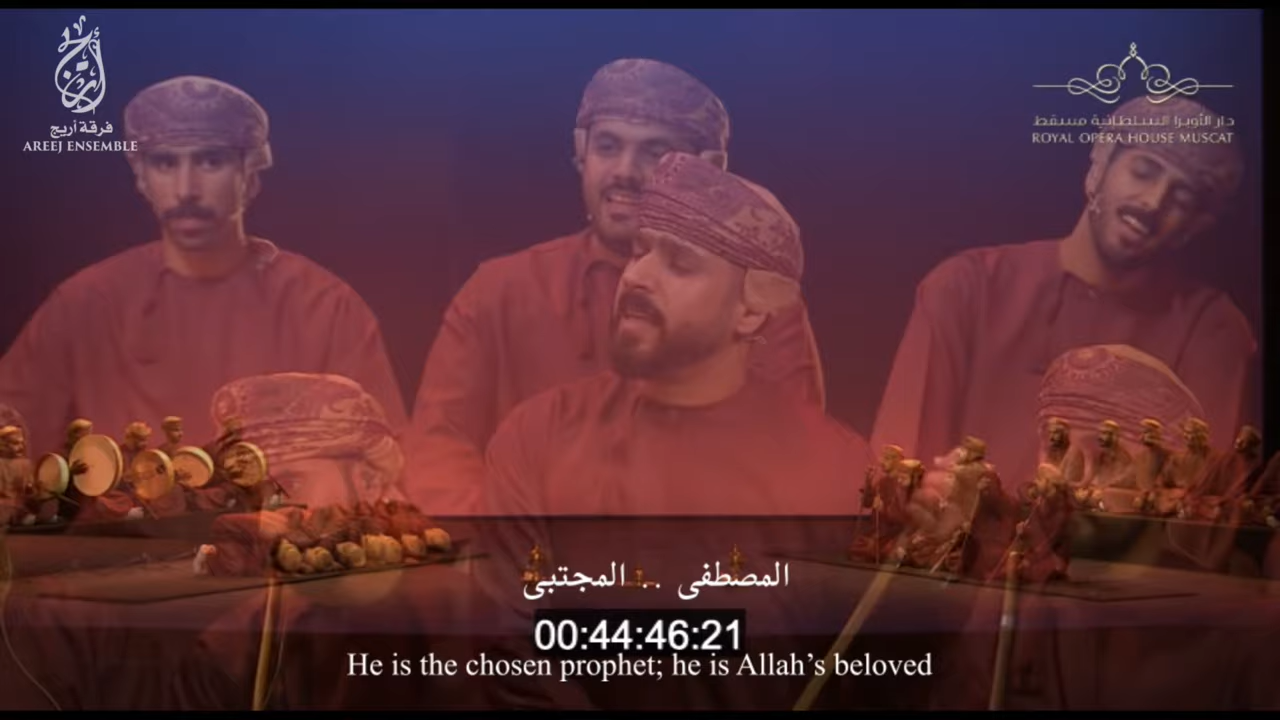 أريج
فرقة أريج
AREEJ ENSEMBLE
دار الأوبرا السلطانية مسقط
ROYAL OPERA HOUSE MUSCAT
المصطفى .. المجتبى
00:44:46:21
He is the chosen prophet; he is Allah’s beloved